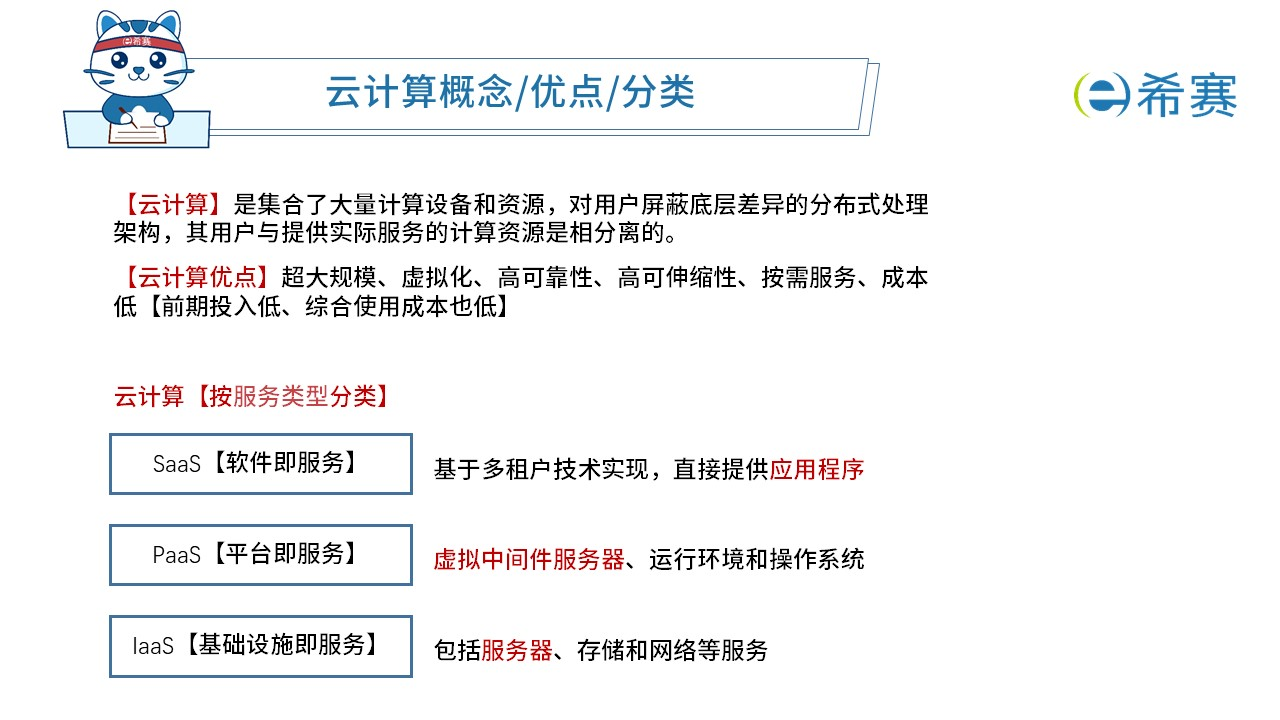 e希赛
云计算概念/优点/分类
e希赛
【云计算】是集合了大量计算设备和资源，对用户屏蔽底层差异的分布式处理
架构，其用户与提供实际服务的计算资源是相分离的。
【云计算优点】超大规模、虚拟化、高可靠性、高可伸缩性、按需服务、成本
低【前期投入低、综合使用成本也低】
云计算【按服务类型分类】
SaaS【软件即服务】
基于多租户技术实现，直接提供应用程序
PaaS【平台即服务】
虚拟中间件服务器、运行环境和操作系统
IaaS【基础设施即服务】
包括服务器、存储和网络等服务